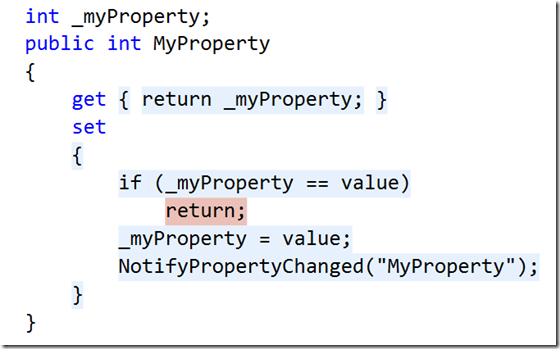 int _myProperty;
public int MyProperty
{
get { return _myProperty; }
set
{
if (_myProperty == value)
return;
_myProperty = value;
NotifyPropertyChanged("MyProperty");
}
}